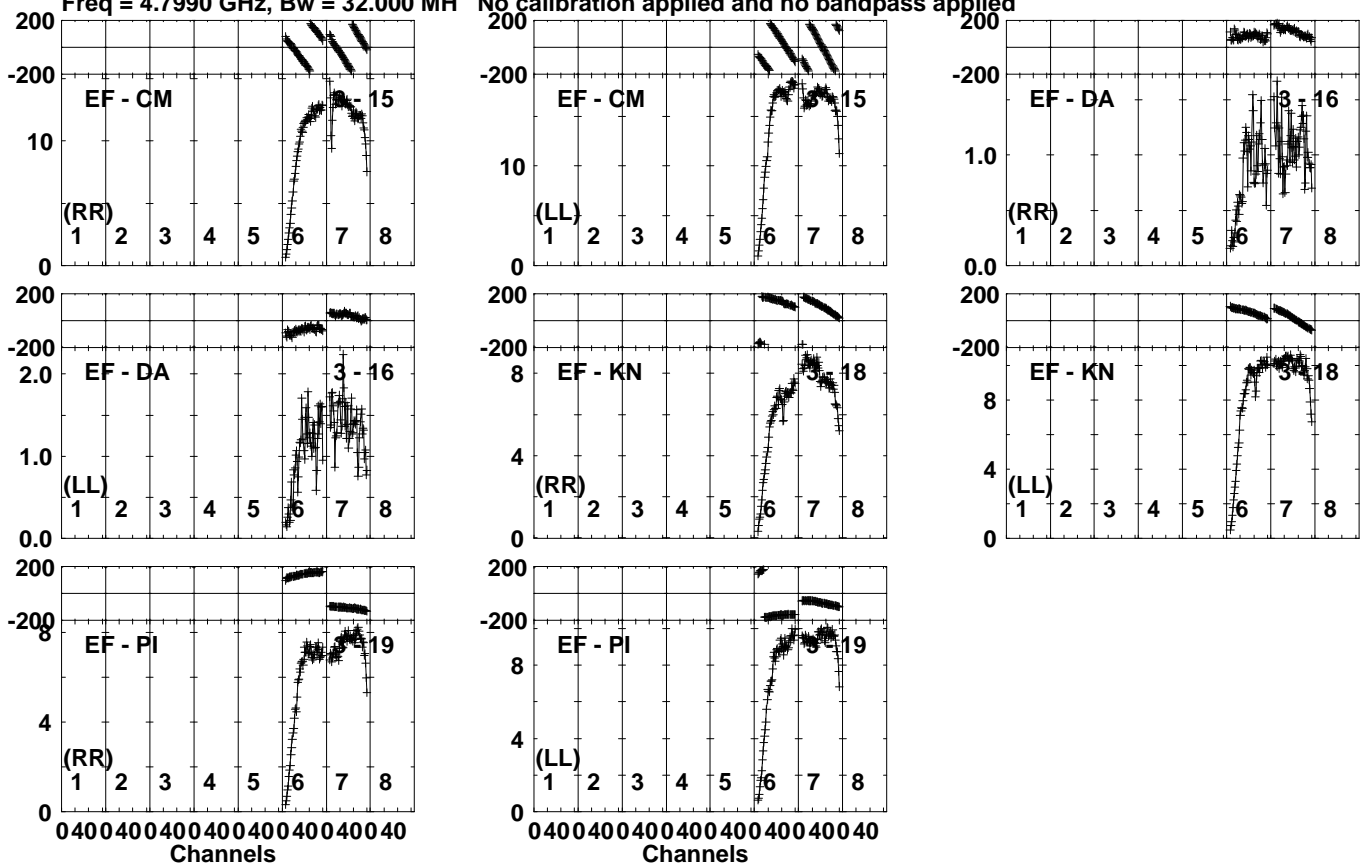 Freq = 4.7990 GHz, Bw = 32.000 MH No calibration applied and no bandpass applied
200 200 200
-200 -200 -200
EF - CM 3 - 15 EF - CM 3 - 15 EF - DA 3 - 16
10 10 1.0
(RR) (LL) (RR)
1 2 3 4 5 6 7 8 1 2 3 4 5 6 7 8 1 2 3 4 5 6 7 8
0 0 0.0
200 200 200
-200 -200 -200
2.0 EF - DA 3 - 16 8 EF - KN 3 - 18 EF - KN 3 - 18
8
1.0 4 4
(LL) (RR) (LL)
1 2 3 4 5 6 7 8 1 2 3 4 5 6 7 8 1 2 3 4 5 6 7 8
0.0 0 0
200 200
-200 -200
8 EF - PI 3 - 19 EF - PI 3 - 19
8
4 4
(RR) (LL)
1 2 3 4 5 6 7 8 1 2 3 4 5 6 7 8
0 0
0 40 0 40 0 40 0 40 0 40 0 40 0 40 0 40 0 40 0 40 0 40 0 40 0 40 0 40 0 40 0 40
Channels Channels